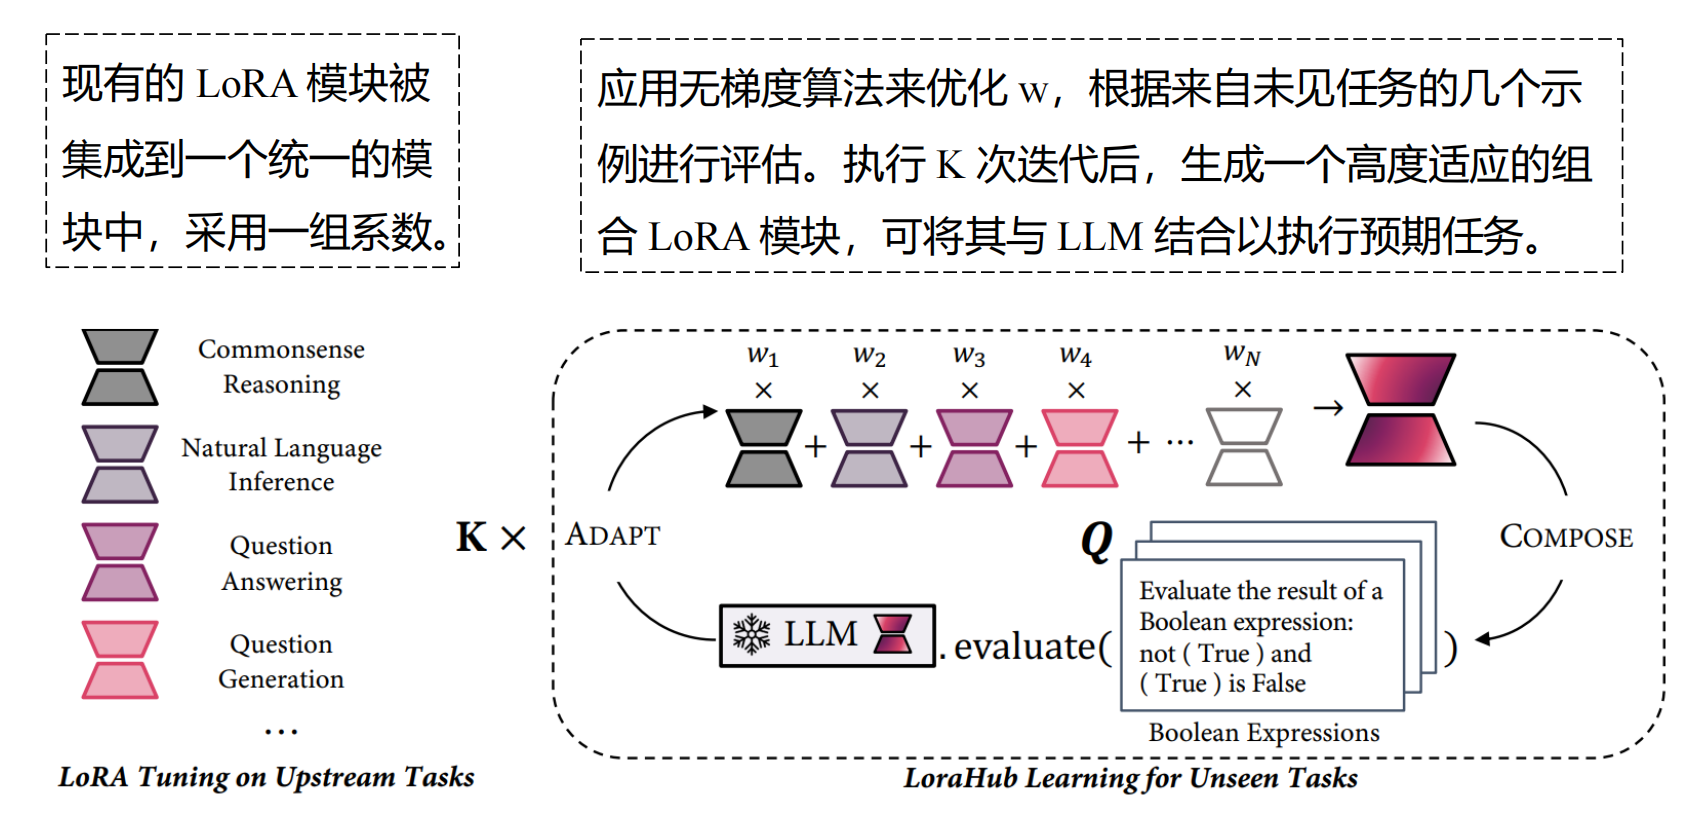 现有的 LoRA 模块被
集成到一个统一的模
块中，采用一组系数。
应用无梯度算法来优化 w，根据来自未见任务的几个示
例进行评估。执行 K 次迭代后，生成一个高度适应的组
合 LoRA 模块，可将其与 LLM 结合以执行预期任务。
Commonsense
Reasoning
Natural Language
Inference
Question
Answering
Question
Generation
...
LoRA Tuning on Upstream Tasks
K ×
w1 w2 w3 w4 wN
× × × × ×
+ + + + ... →
ADAPT
COMPOSE
Q
LLM .evaluate( )
Evaluate the result of a
Boolean expression:
not ( True ) and
( True ) is False
Boolean Expressions
LoraHub Learning for Unseen Tasks